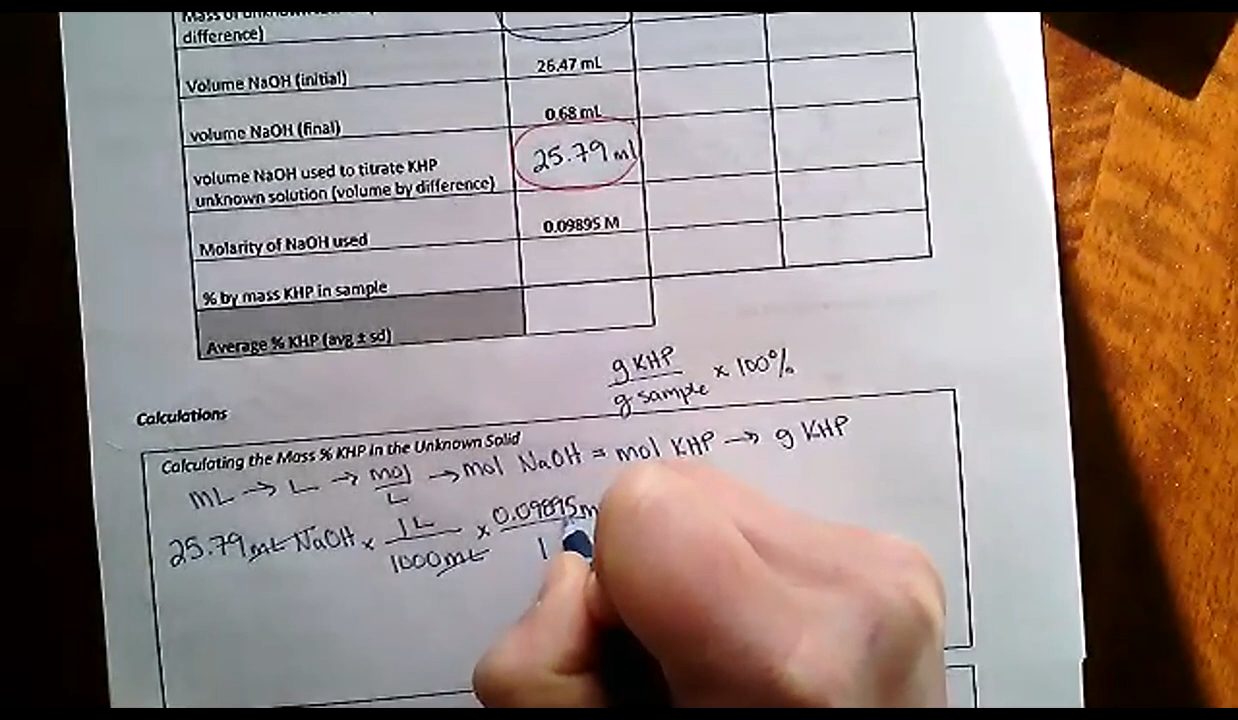 Mass of
difference)
Volume NaOH (initial) 26.47 mL
volume NaOH (final) 0.68 mL
volume NaOH used to titrate KHP
unknown solution (volume by difference) 25.79 ml
Molarity of NaOH used 0.09895 M
% by mass KHP in sample
Average % KHP (avg ± sd)
g KHP
g sample × 100%
Calculations
Calculating the Mass % KHP in the Unknown Solid
mL → L → mol → mol NaOH = mol KHP → g KHP
L
25.79 mL NaOH × 1 L × 0.09895 m
1000 mL 1